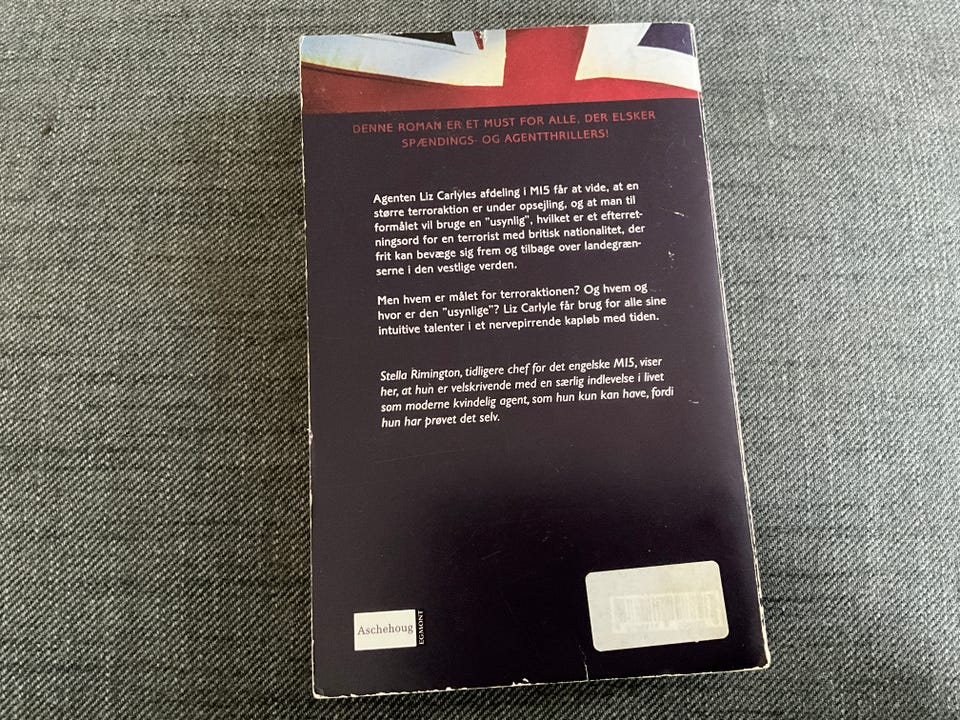 DENNE ROMAN ER ET MUST FOR ALLE, DER ELSKER
SPÆNDINGS- OG AGENTTHRILLERS!
Agenten Liz Carlyles afdeling i MI5 får at vide, at en
større terroraktion er under opsejling, og at man til
formålet vil bruge en "usynlig", hvilket er et efterret-
ningsord for en terrorist med britisk nationalitet, der
frit kan bevæge sig frem og tilbage over landegræn-
serne i den vestlige verden.
Men hvem er målet for terroraktionen? Og hvem og
hvor er den "usynlige"? Liz Carlyle får brug for alle sine
intuitive talenter i et nervepirrende kapløb med tiden.
Stella Rimington, tidligere chef for det engelske MI5, viser
her, at hun er velskrivende med en særlig indlevelse i livet
som moderne kvindelig agent, som hun kun kan have, fordi
hun har prøvet det selv.
Aschehoug
EGMONT